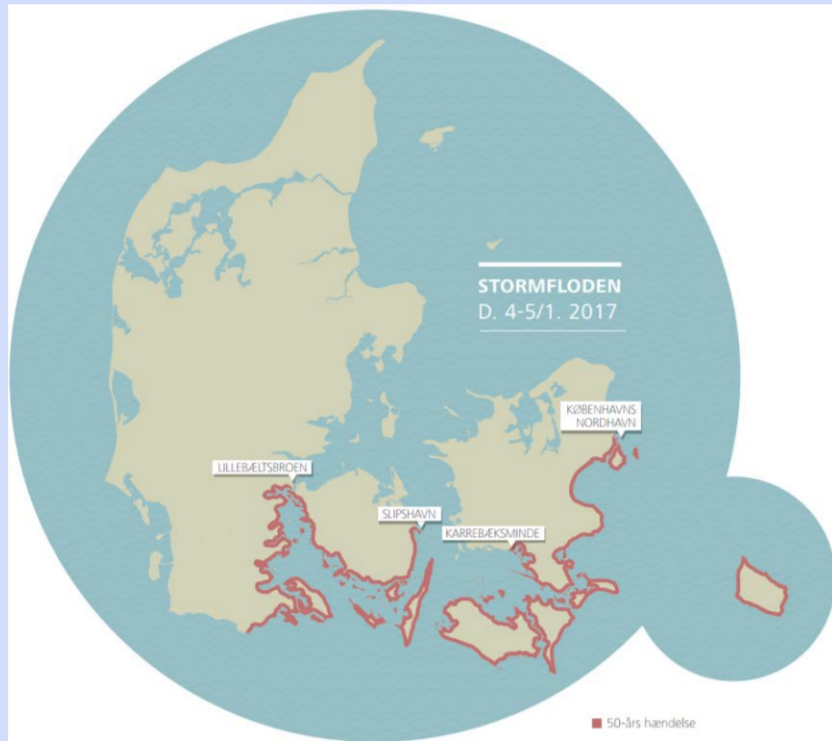 STORMFLODEN
D. 4-5/1. 2017
KØBENHAVNS
NORDHAVN
LILLEBÆLTSBROEN
SLIPSHAVN
KARREBÆKSMINDE
50-års hændelse